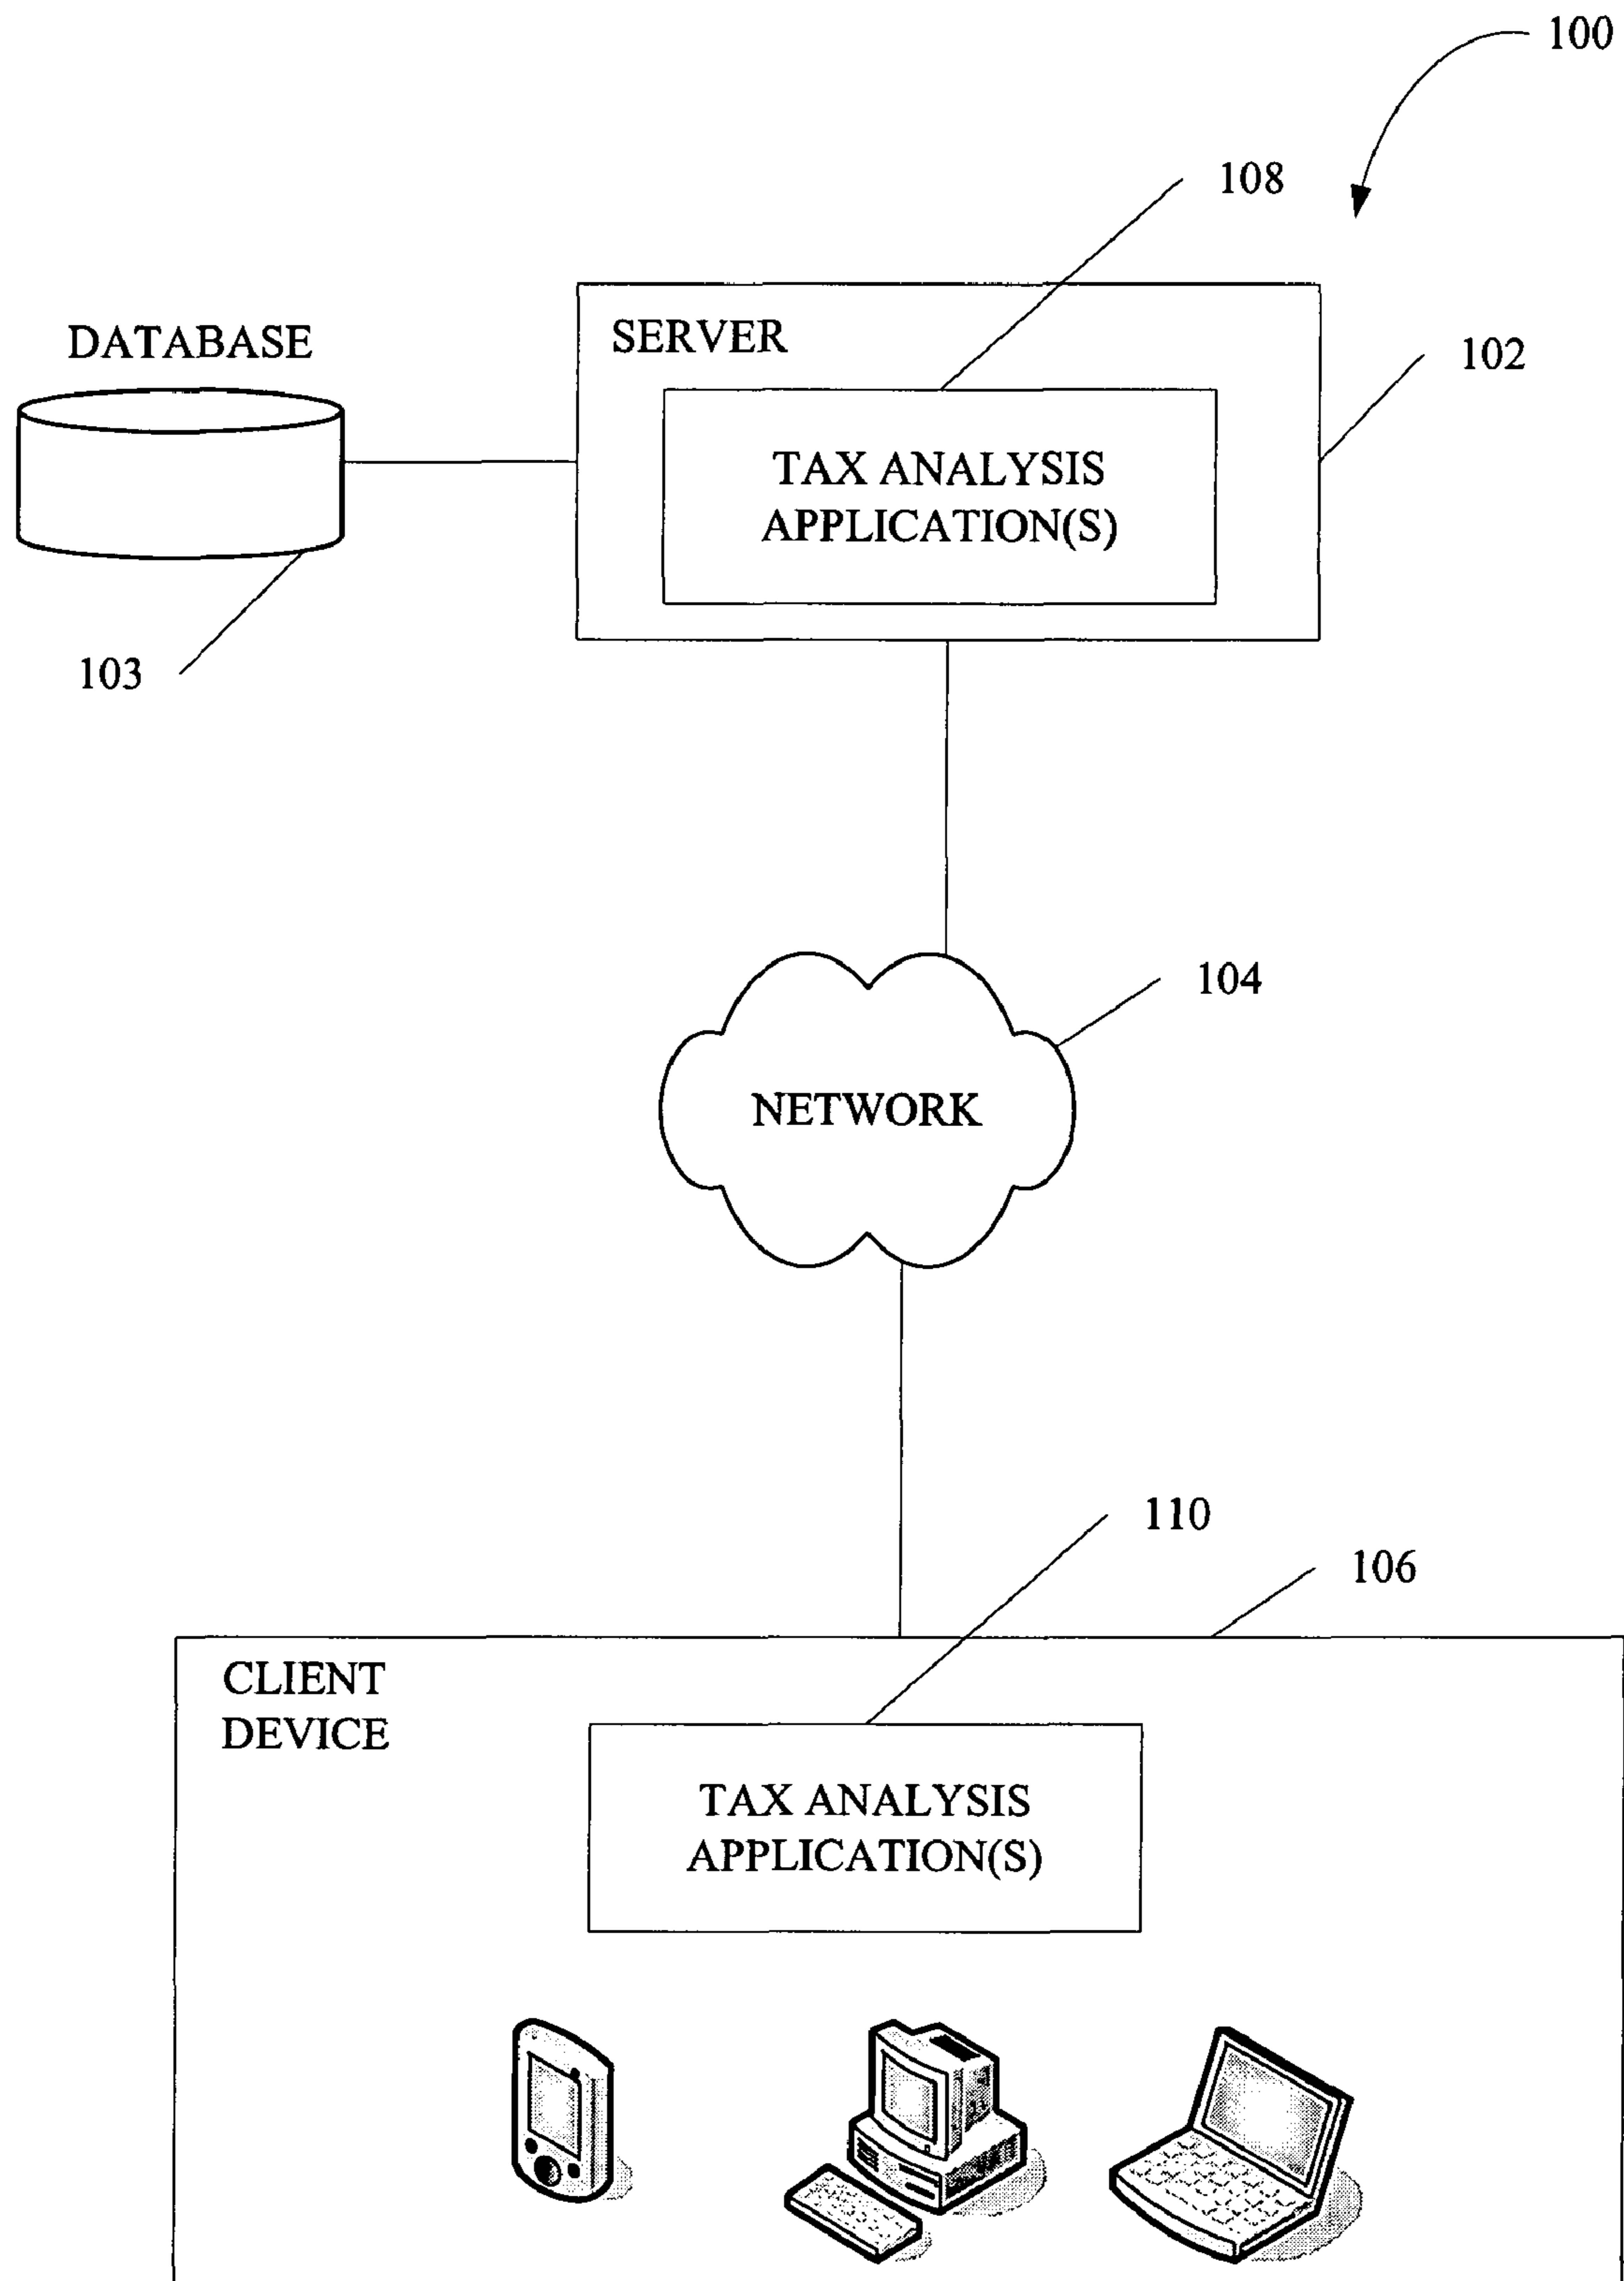 100
108
DATABASE
SERVER
102
TAX ANALYSIS
APPLICATION(S)
103
104
NETWORK
110
106
CLIENT
DEVICE
TAX ANALYSIS
APPLICATION(S)